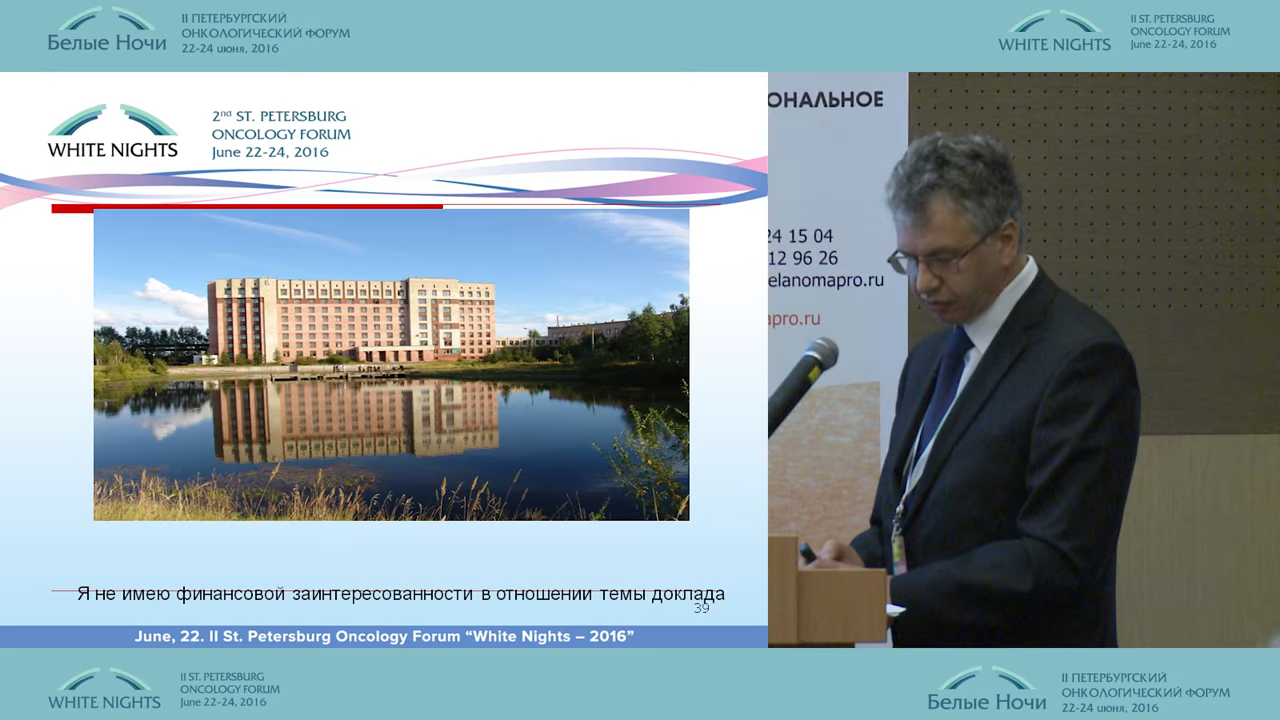 Белые Ночи
II ПЕТЕРБУРГСКИЙ
ОНКОЛОГИЧЕСКИЙ ФОРУМ
22-24 июня, 2016
WHITE NIGHTS
II ST. PETERSBURG
ONCOLOGY FORUM
June 22-24, 2016
WHITE NIGHTS
2nd ST. PETERSBURG
ONCOLOGY FORUM
June 22-24, 2016
Я не имею финансовой заинтересованности в отношении темы доклада
39
June, 22. II St. Petersburg Oncology Forum “White Nights – 2016”
ОНАЛЬНОЕ
24 15 04
12 96 26
elanomapro.ru
apro.ru
WHITE NIGHTS
II ST. PETERSBURG
ONCOLOGY FORUM
June 22-24, 2016
Белые Ночи
II ПЕТЕРБУРГСКИЙ
ОНКОЛОГИЧЕСКИЙ ФОРУМ
22-24 июня, 2016